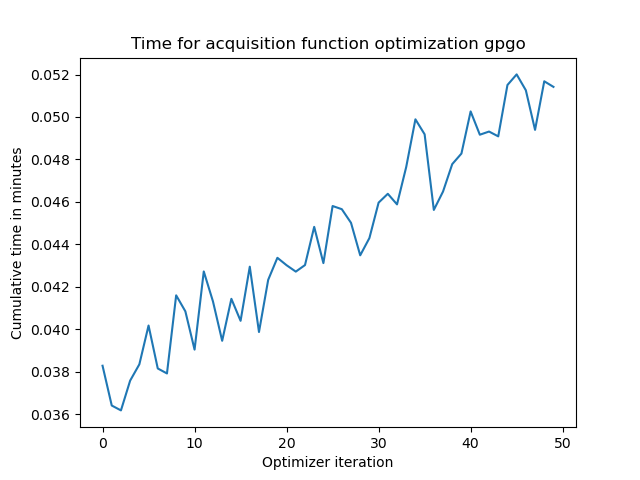 Time for acquisition function optimization gpgo
0.052
0.050
0.048
0.046
0.044
0.042
0.040
0.038
0.036
Cumulative time in minutes
0 10 20 30 40 50
Optimizer iteration